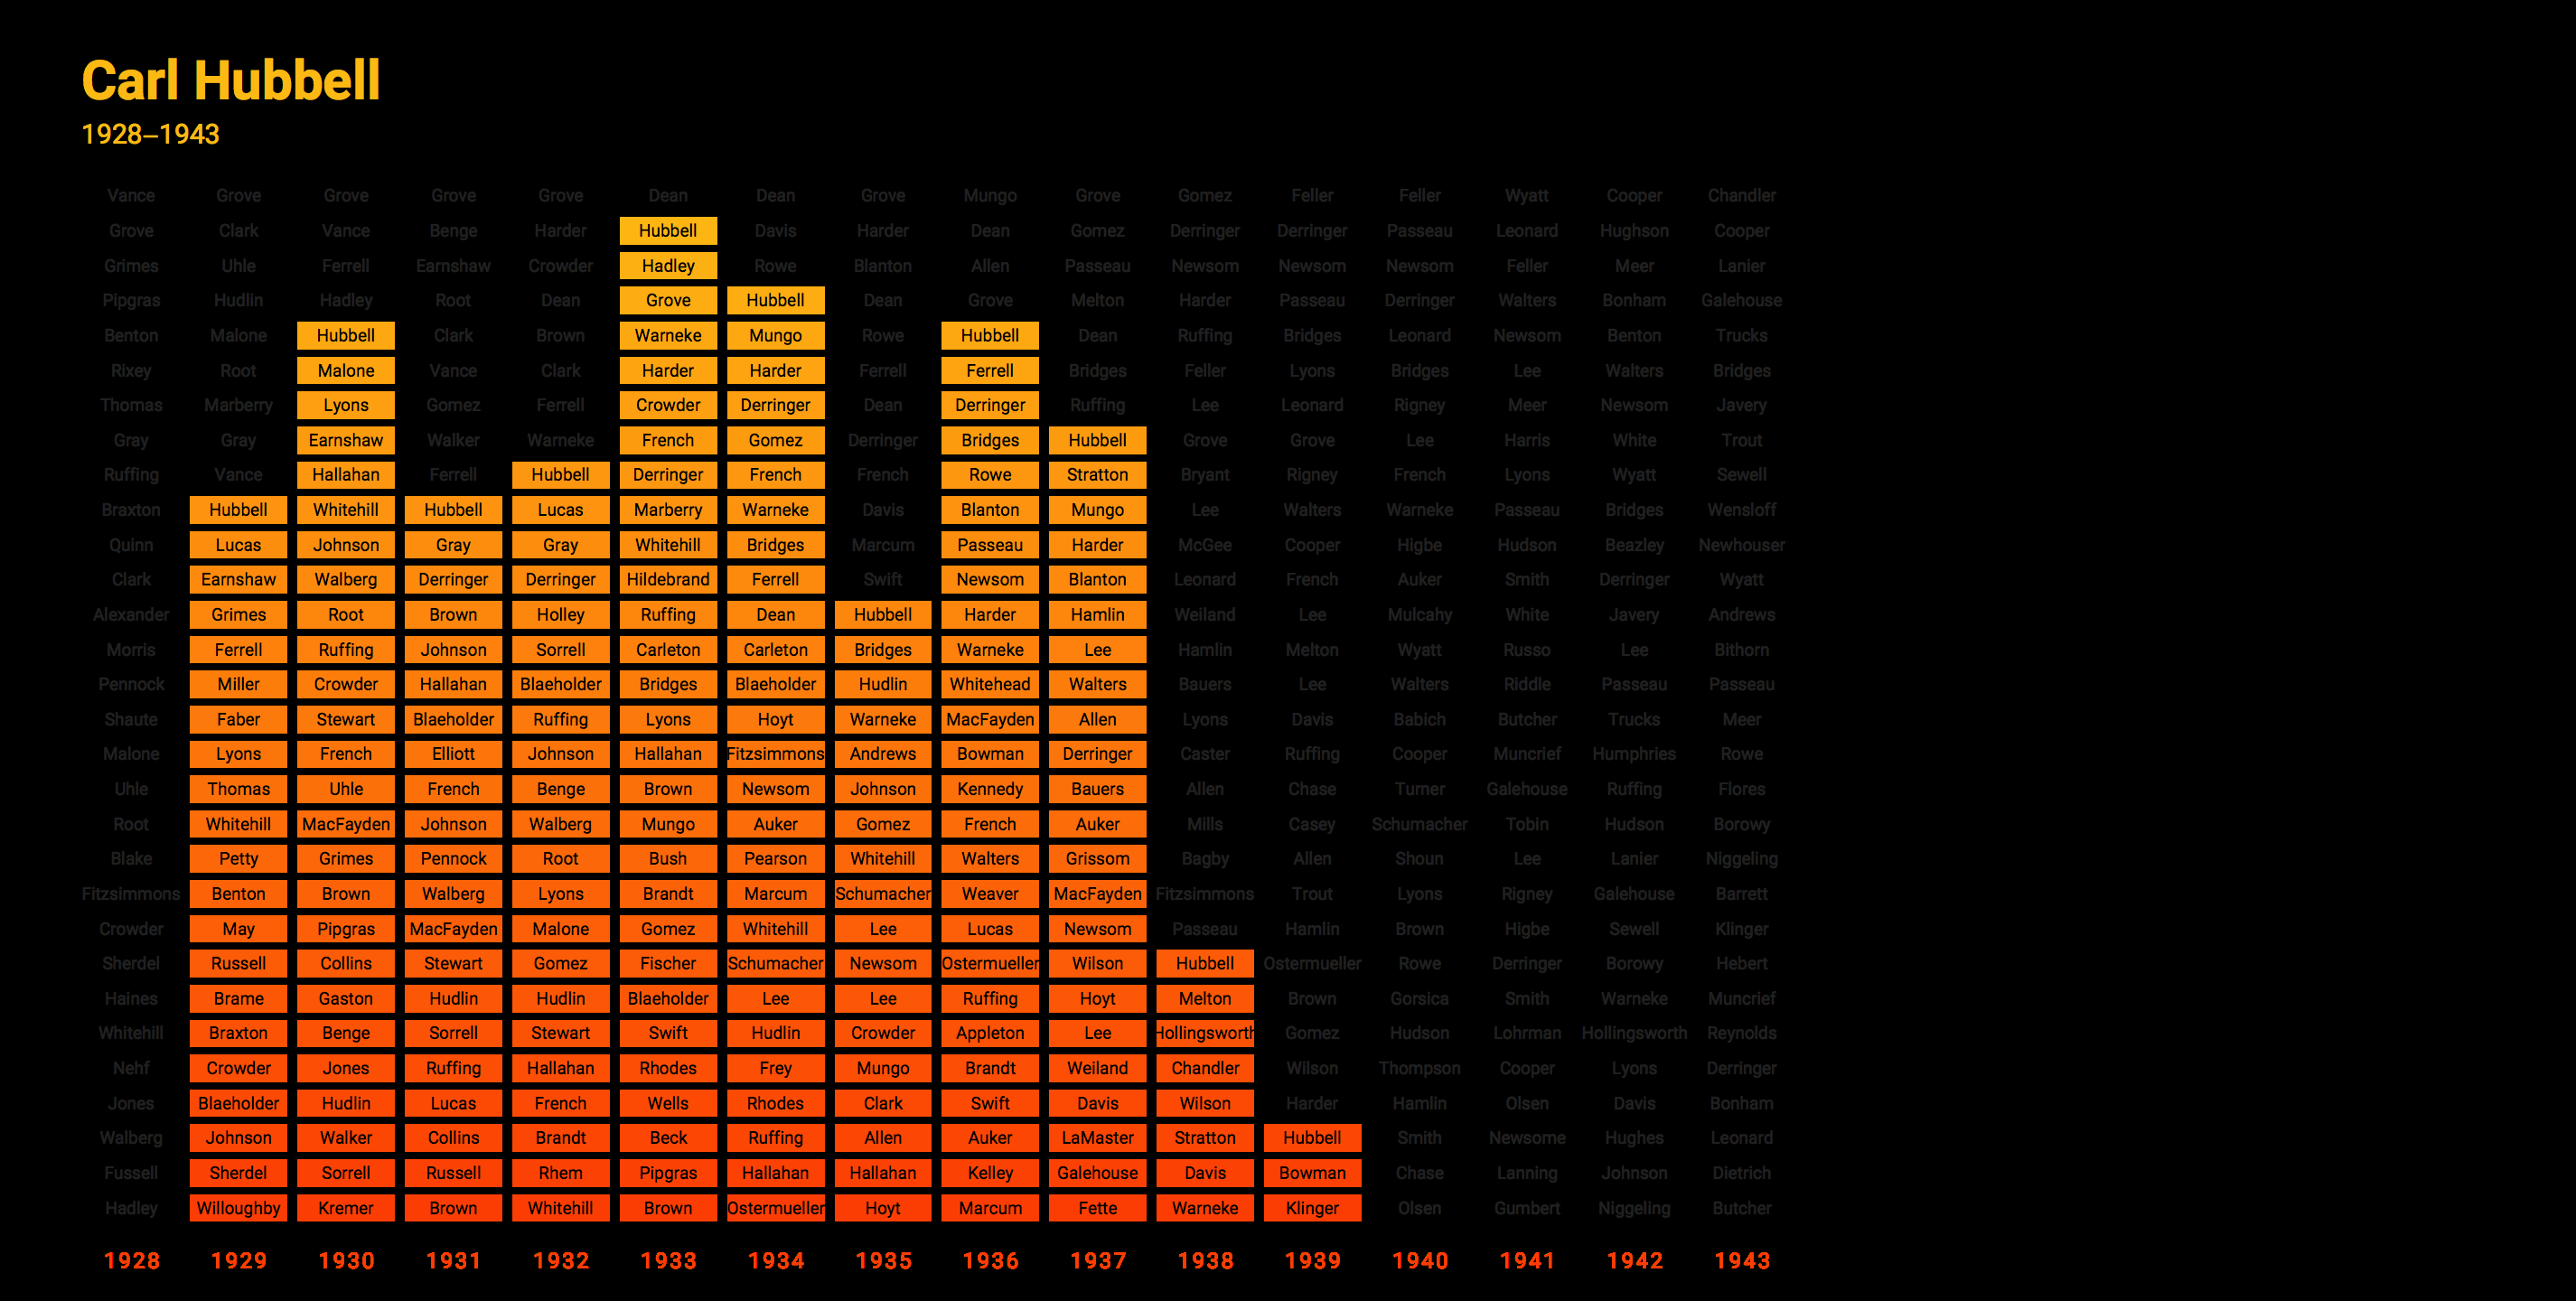 Carl Hubbell
1928–1943
Vance Grove Grove Grove Grove Dean Dean Grove Mungo Grove Gomez Feller Feller Wyatt Cooper Chandler
Grove Clark Vance Benge Harder Hubbell Davis Harder Dean Gomez Derringer Derringer Passeau Leonard Hughson Cooper
Grimes Uhle Ferrell Earnshaw Crowder Hadley Rowe Blanton Allen Passeau Newsom Newsom Newsom Feller Meer Lanier
Pipgras Hudlin Hadley Root Dean Grove Hubbell Dean Grove Melton Harder Passeau Derringer Walters Bonham Galehouse
Benton Malone Hubbell Clark Brown Warneke Mungo Rowe Hubbell Dean Ruffing Bridges Leonard Newsom Benton Trucks
Rixey Root Malone Vance Clark Harder Harder Ferrell Ferrell Bridges Feller Lyons Bridges Lee Walters Bridges
Thomas Marberry Lyons Gomez Ferrell Crowder Derringer Dean Derringer Ruffing Lee Leonard Rigney Meer Newsom Javery
Gray Gray Earnshaw Walker Warneke French Gomez Derringer Bridges Hubbell Grove Grove Lee Harris White Trout
Ruffing Vance Hallahan Ferrell Hubbell Derringer French French Rowe Stratton Bryant Rigney French Lyons Wyatt Sewell
Braxton Hubbell Whitehill Hubbell Lucas Marberry Warneke Davis Blanton Mungo Lee Walters Warneke Passeau Bridges Wensloff
Quinn Lucas Johnson Gray Gray Whitehill Bridges Marcum Passeau Harder McGee Cooper Higbe Hudson Beazley Newhouser
Clark Earnshaw Walberg Derringer Derringer Hildebrand Ferrell Swift Newsom Blanton Leonard French Auker Smith Derringer Wyatt
Alexander Grimes Root Brown Holley Ruffing Dean Hubbell Harder Hamlin Weiland Lee Mulcahy White Javery Andrews
Morris Ferrell Ruffing Johnson Sorrell Carleton Carleton Bridges Warneke Lee Hamlin Melton Wyatt Russo Lee Bithorn
Pennock Miller Crowder Hallahan Blaeholder Bridges Blaeholder Hudlin Whitehead Walters Bauers Lee Walters Riddle Passeau Passeau
Shaute Faber Stewart Blaeholder Ruffing Lyons Hoyt Warneke MacFayden Allen Lyons Davis Babich Butcher Trucks Meer
Malone Lyons French Elliott Johnson Hallahan Fitzsimmons Andrews Bowman Derringer Caster Ruffing Cooper Muncrief Humphries Rowe
Uhle Thomas Uhle French Benge Brown Newsom Johnson Kennedy Bauers Allen Chase Turner Galehouse Ruffing Flores
Root Whitehill MacFayden Johnson Walberg Mungo Auker Gomez French Auker Mills Casey Schumacher Tobin Hudson Borowy
Blake Petty Grimes Pennock Root Bush Pearson Whitehill Walters Grissom Bagby Allen Shoun Lee Lanier Niggeling
Fitzsimmons Benton Brown Walberg Lyons Brandt Marcum Schumacher Weaver MacFayden Fitzsimmons Trout Lyons Rigney Galehouse Barrett
Crowder May Pipgras MacFayden Malone Gomez Whitehill Lee Lucas Newsom Passeau Hamlin Brown Higbe Sewell Klinger
Sherdel Russell Collins Stewart Gomez Fischer Schumacher Newsom Ostermueller Wilson Hubbell Ostermueller Rowe Derringer Borowy Hebert
Haines Brame Gaston Hudlin Hudlin Blaeholder Lee Lee Ruffing Hoyt Melton Brown Gorsica Smith Warneke Muncrief
Whitehill Braxton Benge Sorrell Stewart Swift Hudlin Crowder Appleton Lee Hollingsworth Gomez Hudson Lohrman Hollingsworth Reynolds
Nehf Crowder Jones Ruffing Hallahan Rhodes Frey Mungo Brandt Weiland Chandler Wilson Thompson Cooper Lyons Derringer
Jones Blaeholder Hudlin Lucas French Wells Rhodes Clark Swift Davis Wilson Harder Hamlin Olsen Davis Bonham
Walberg Johnson Walker Collins Brandt Beck Ruffing Allen Auker LaMaster Stratton Hubbell Smith Newsome Hughes Leonard
Fussell Sherdel Sorrell Russell Rhem Pipgras Hallahan Hallahan Kelley Galehouse Davis Bowman Chase Lanning Johnson Dietrich
Hadley Willoughby Kremer Brown Whitehill Brown Ostermueller Hoyt Marcum Fette Warneke Klinger Olsen Gumbert Niggeling Butcher
1928 1929 1930 1931 1932 1933 1934 1935 1936 1937 1938 1939 1940 1941 1942 1943